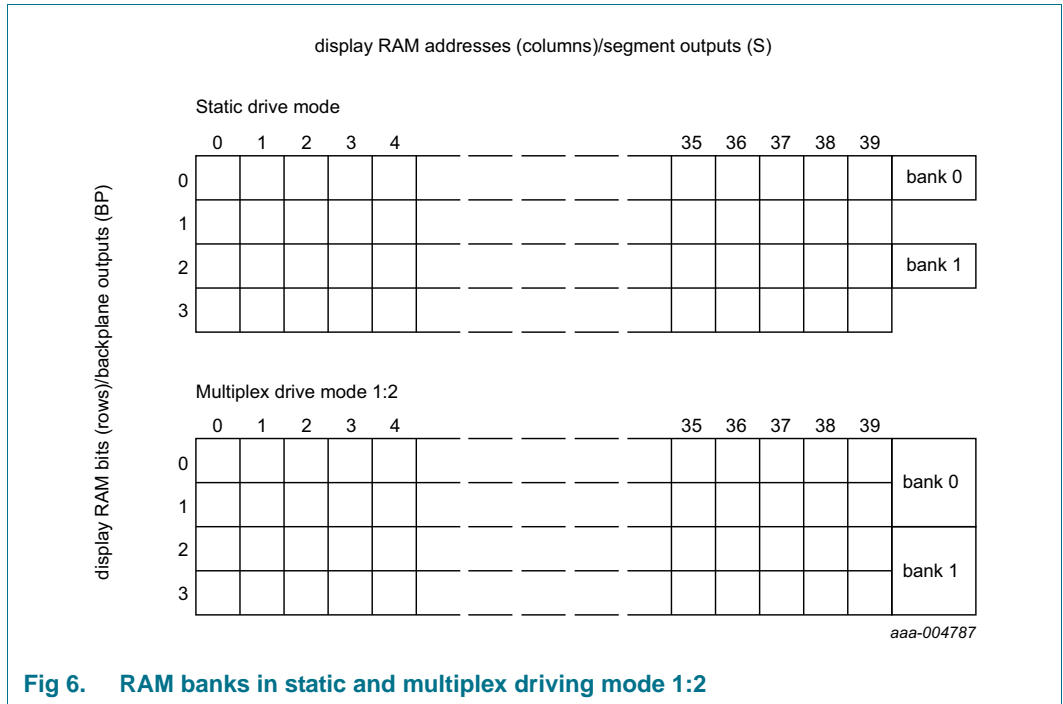 display RAM addresses (columns)/segment outputs (S)
display RAM bits (rows)/backplane outputs (BP)
Static drive mode
0 1 2 3 4 35 36 37 38 39
0 bank 0
1
2 bank 1
3
Multiplex drive mode 1:2
0 1 2 3 4 35 36 37 38 39
0
bank 0
1
2
bank 1
3
aaa-004787
Fig 6. RAM banks in static and multiplex driving mode 1:2